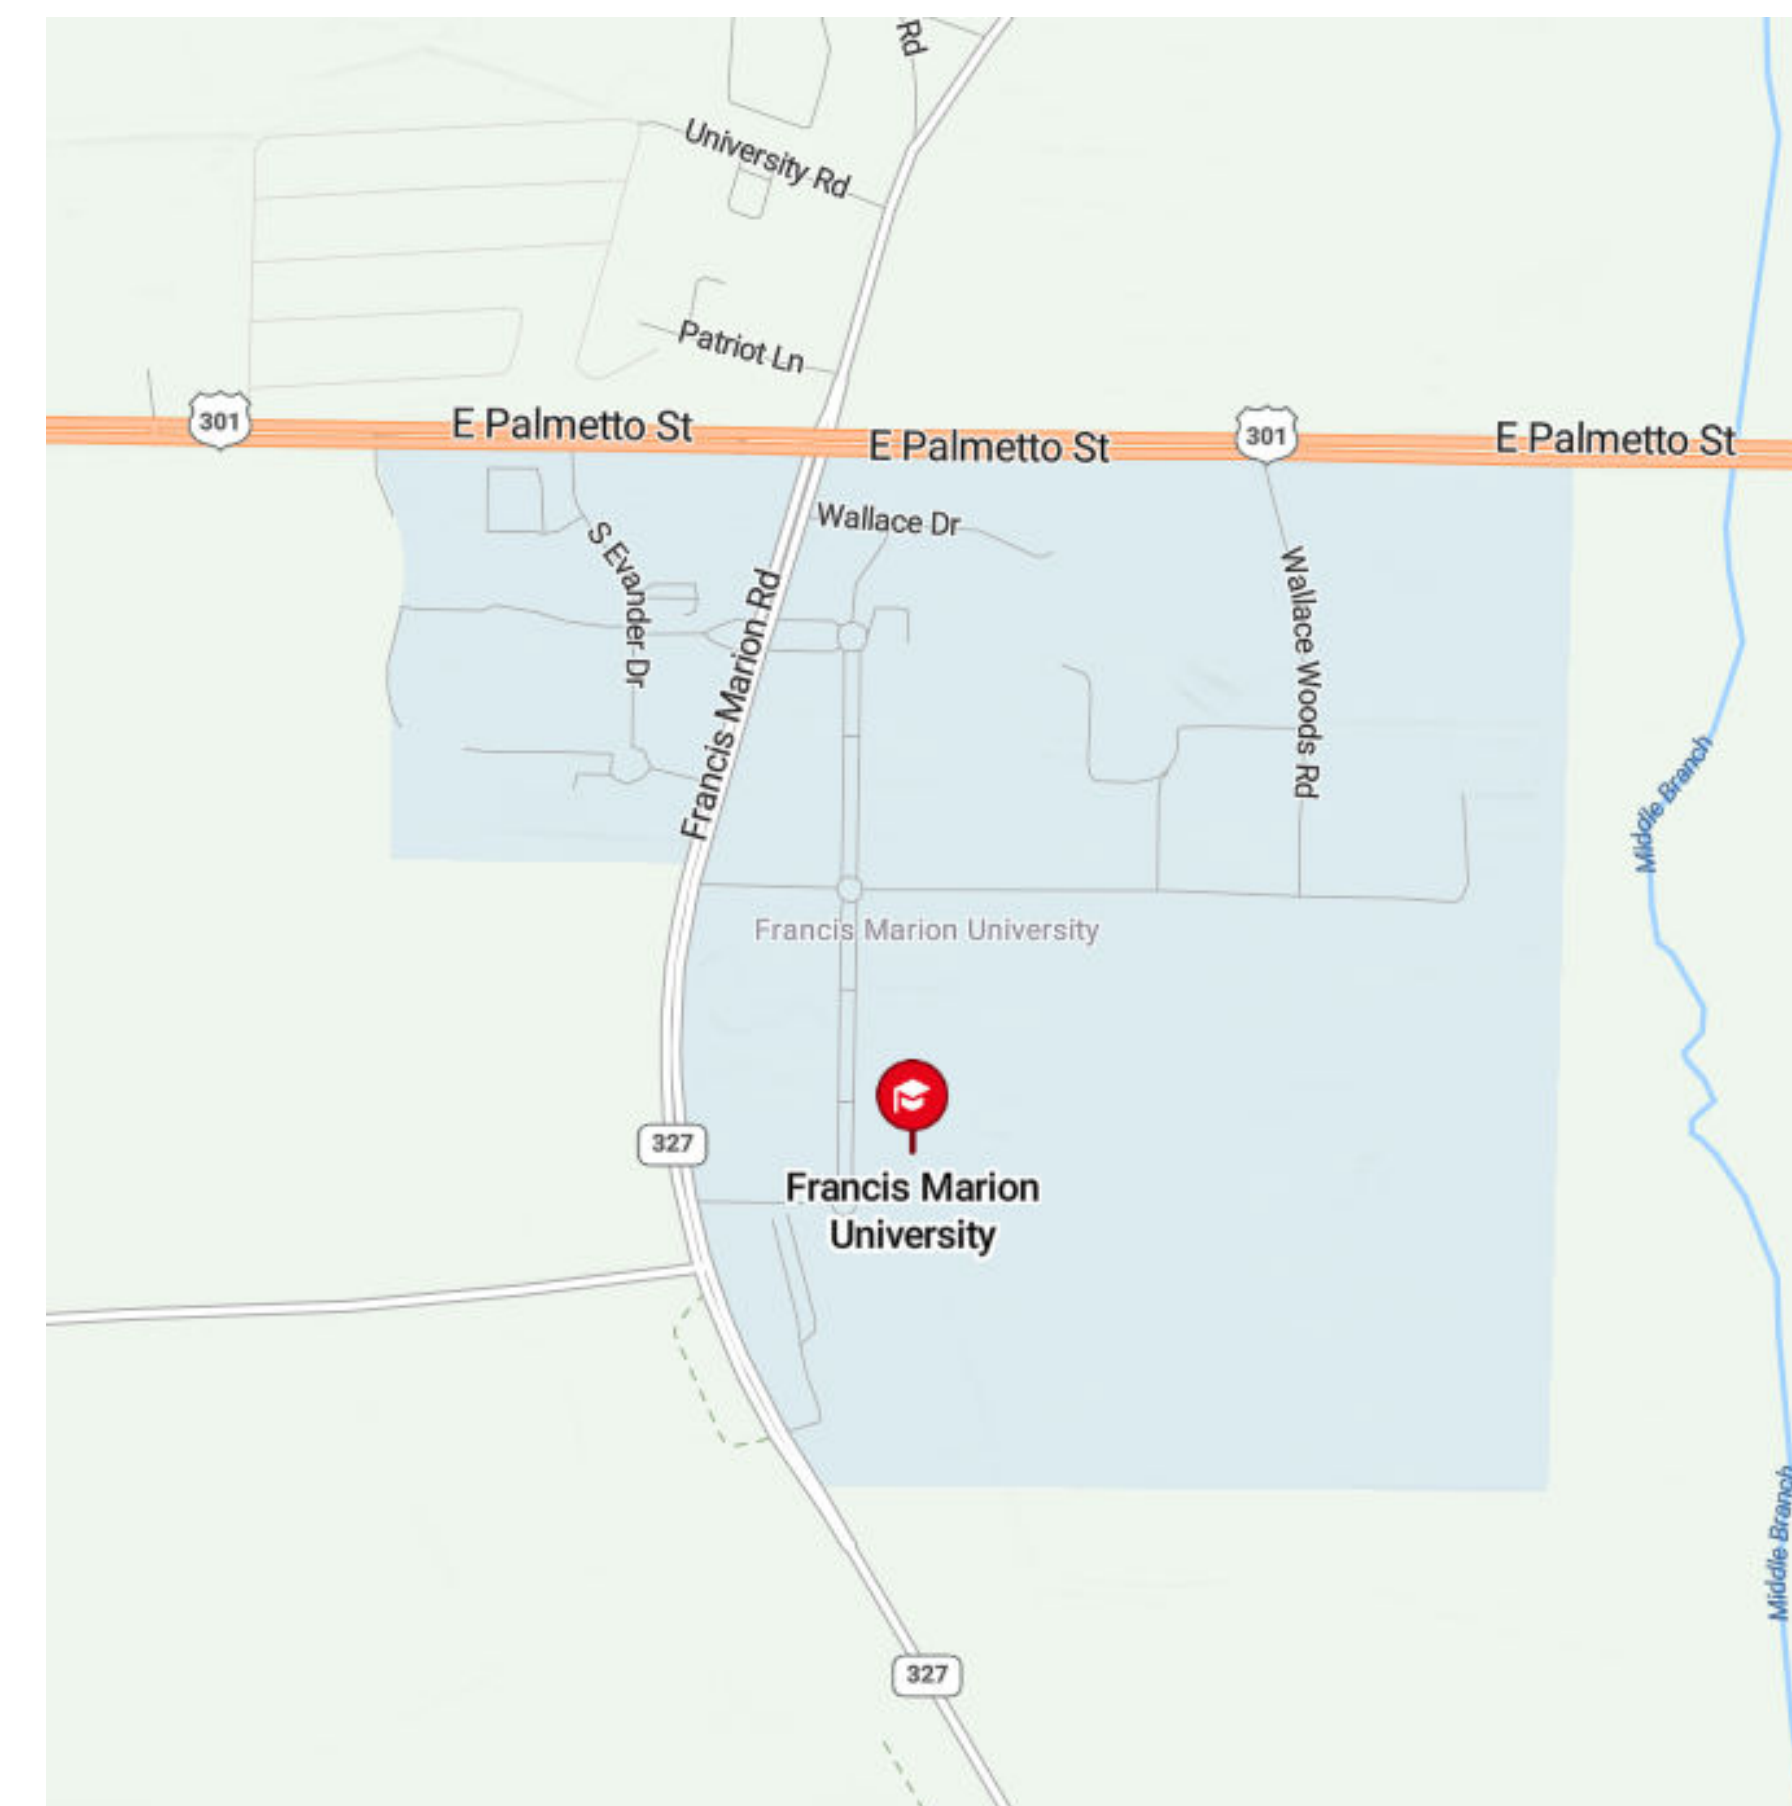 Rd
University Rd
Patriot Ln
301
E Palmetto St
E Palmetto St
301
E Palmetto St
Wallace Dr
S Evander Dr
Francis Marion Rd
Wallace Woods Rd
Middle Branch
Francis Marion University
327
Francis Marion
University
Middle Branch
327